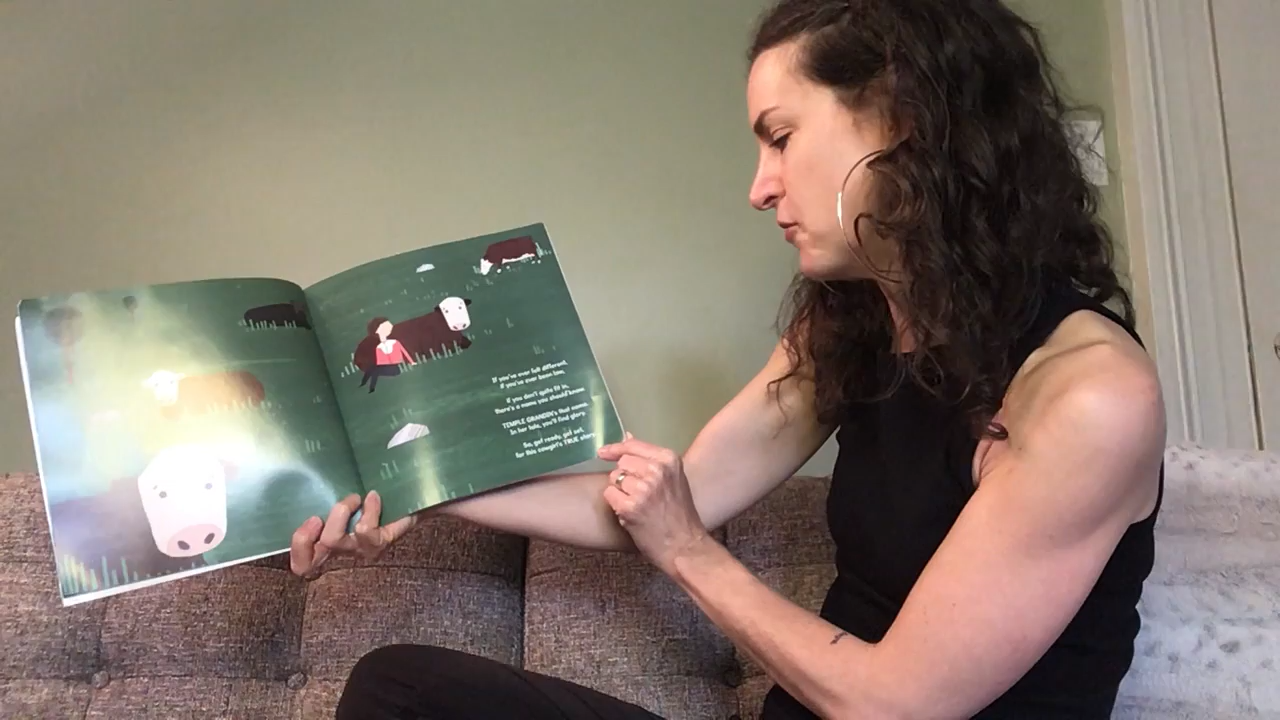 If you've ever felt different,
if you've ever been low,
if you don't quite fit in,
there's a name you should know.
TEMPLE GRANDIN's that name.
In her tale, you'll find glory.
So, get ready, get set,
for this cowgirl's TRUE story.